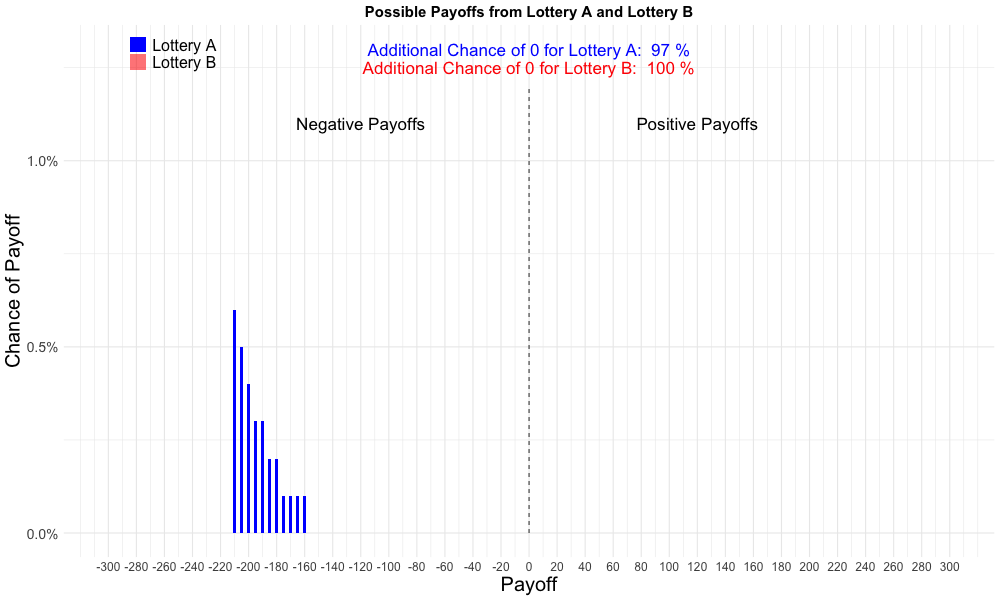 Possible Payoffs from Lottery A and Lottery B
Lottery A
Lottery B
Additional Chance of 0 for Lottery A:  97 %
Additional Chance of 0 for Lottery B:  100 %
Negative Payoffs
Positive Payoffs
Chance of Payoff
1.0%
0.5%
0.0%
-300 -280 -260 -240 -220 -200 -180 -160 -140 -120 -100 -80 -60 -40 -20 0 20 40 60 80 100 120 140 160 180 200 220 240 260 280 300
Payoff